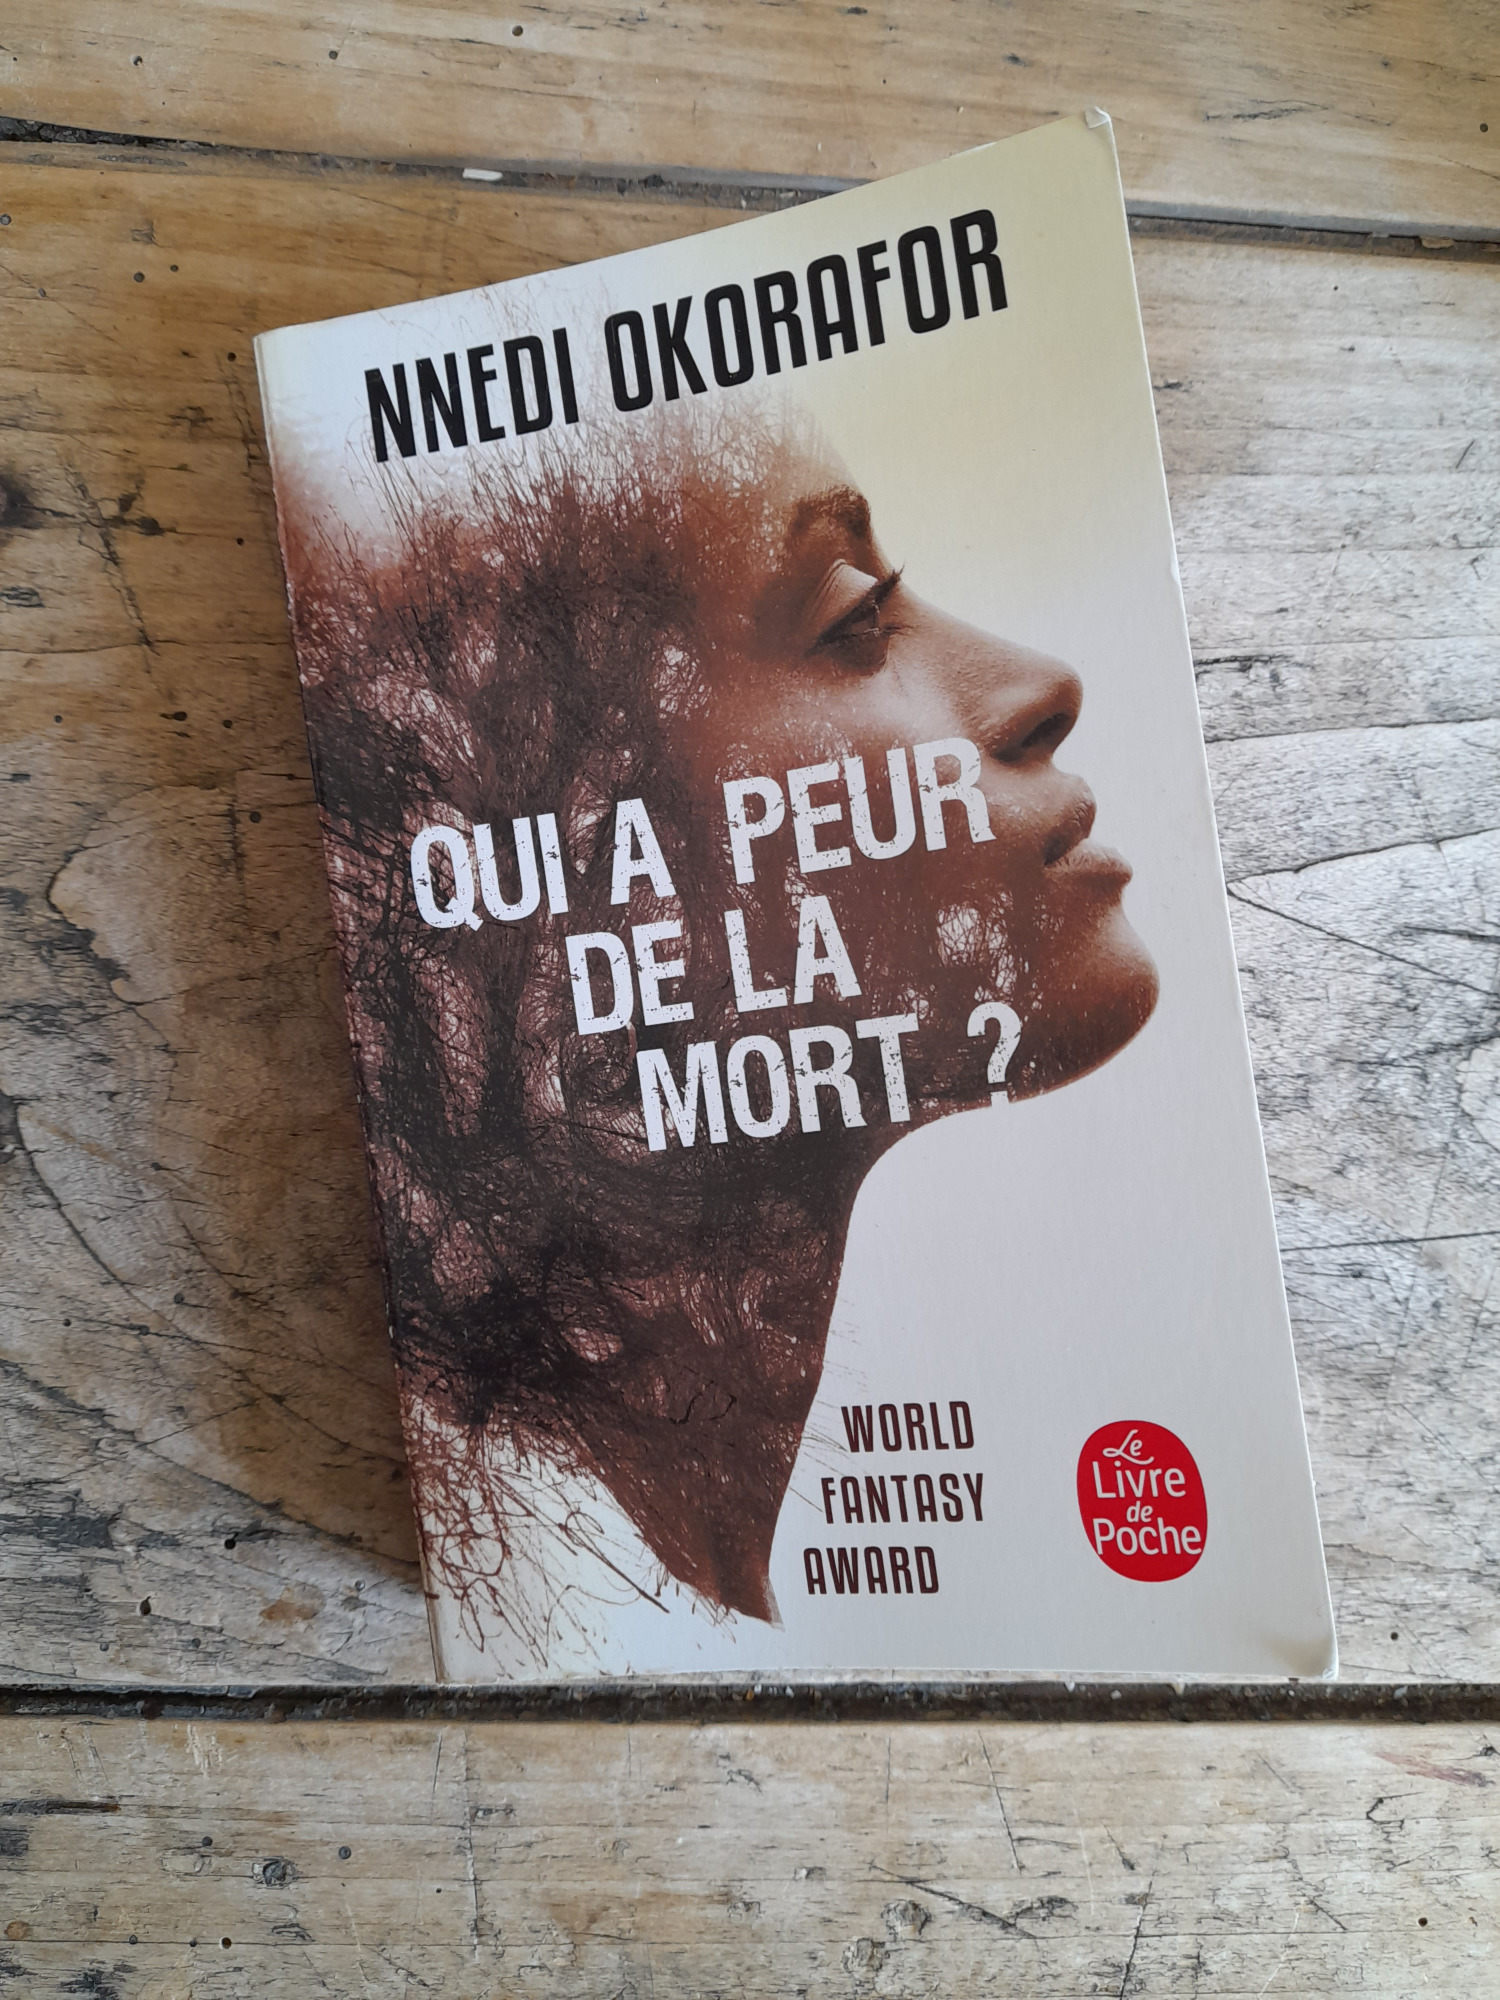 NNEDI OKORAFOR
QUI A PEUR
DE LA
MORT ?
WORLD
FANTASY
AWARD
Le
Livre
de
Poche